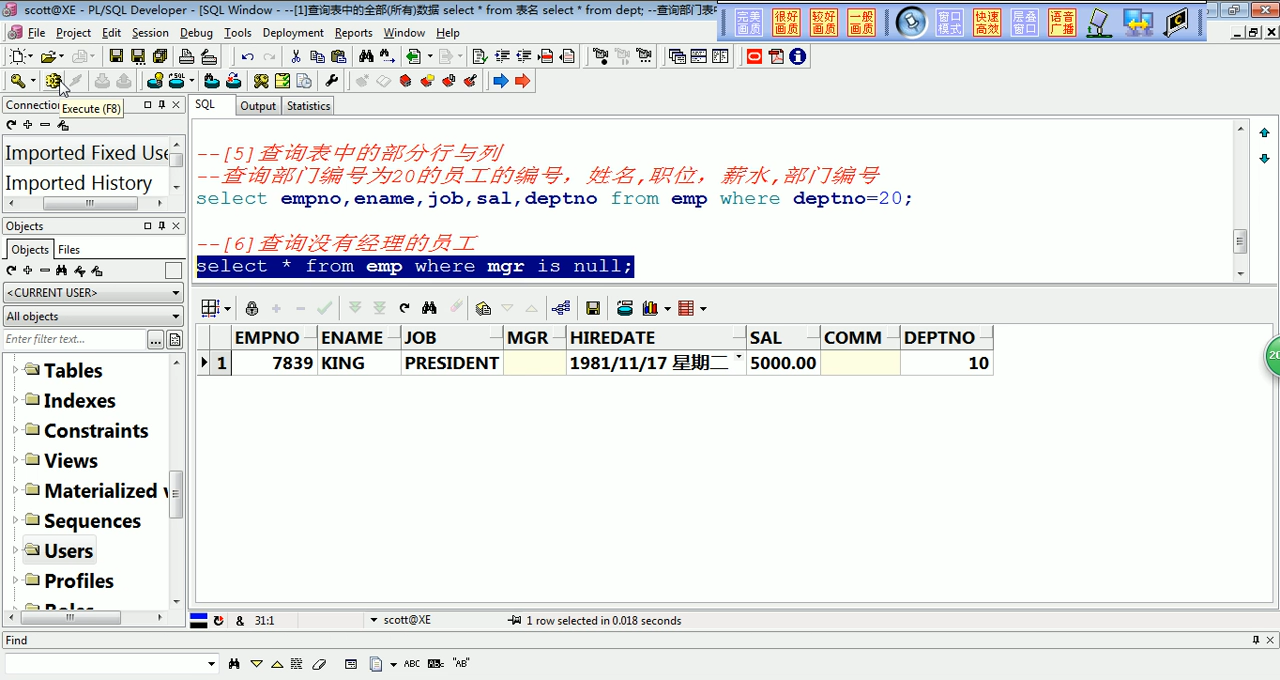 scott@XE - PL/SQL Developer - [SQL Window - --[1]查询表中的全部(所有)数据 select * from 表名 select * from dept; --查询部门表
完美画质 很好画质 较好画质 一般画质 窗口模式 快速高效 层叠窗口 语音广播
File Project Edit Session Debug Tools Deployment Reports Window Help
Connection
Execute (F8)
SQL Output Statistics
Imported Fixed Use
Imported History
--[5]查询表中的部分行与列
--查询部门编号为20的员工的编号，姓名,职位，薪水,部门编号
select empno,ename,job,sal,deptno from emp where deptno=20;
--[6]查询没有经理的员工
select * from emp where mgr is null;
Objects
Objects Files
<CURRENT USER>
All objects
Enter filter text...
Tables
Indexes
Constraints
Views
Materialized v
Sequences
Users
Profiles
Roles
EMPNO ENAME JOB MGR HIREDATE SAL COMM DEPTNO
1 7839 KING PRESIDENT 1981/11/17 星期二 5000.00 10
20
& 31:1 scott@XE 1 row selected in 0.018 seconds
Find
ABC "AB"